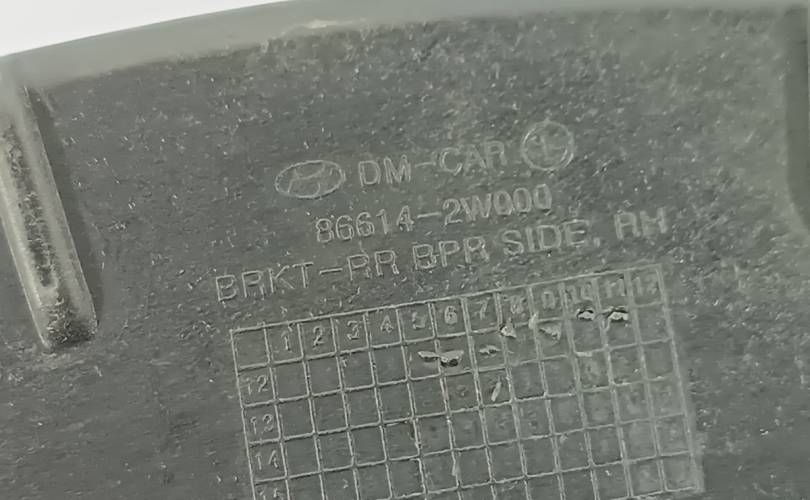 DM-CAR
86614-2W000
BRKT-RR BPR SIDE, RH
1 2 3 4 5 6 7 8 9 10 11 12
12
13
14